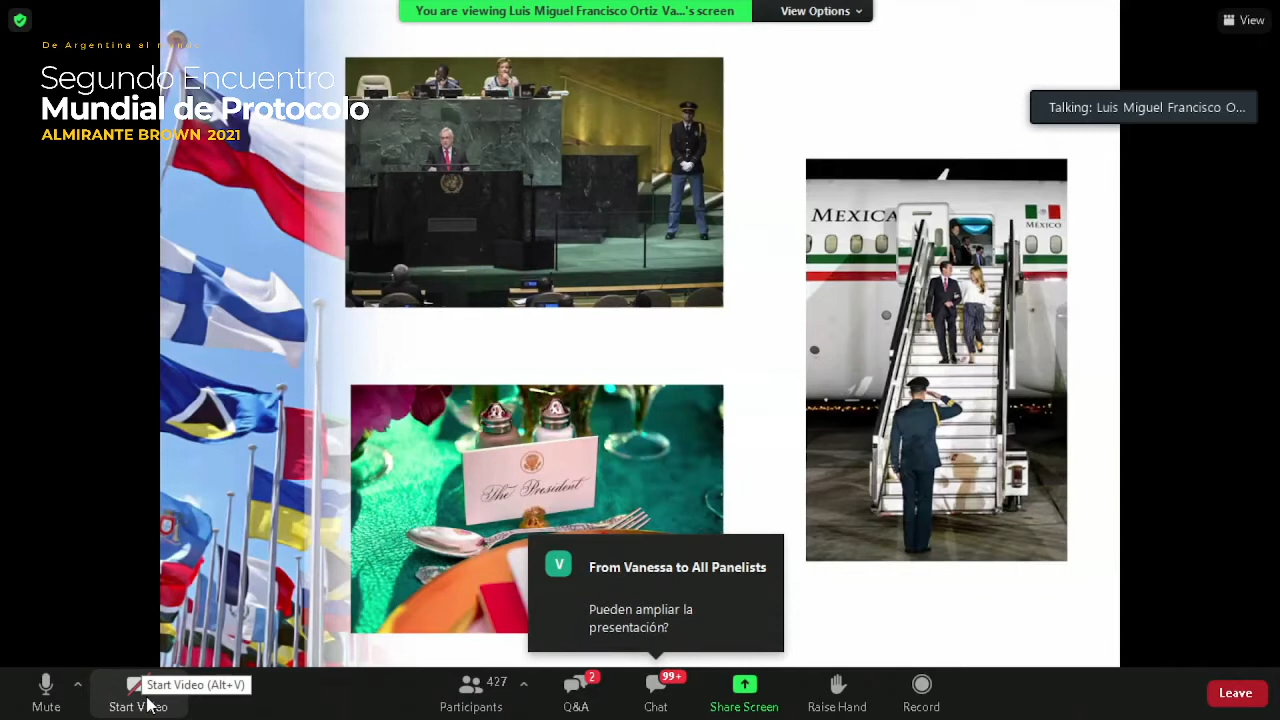 You are viewing Luis Miguel Francisco Ortiz Va...'s screen
View Options
View
De Argentina al mundo
Segundo Encuentro
Mundial de Protocolo
ALMIRANTE BROWN 2021
Talking: Luis Miguel Francisco O...
MEXICA
MÉXICO
The President
V
From Vanessa to All Panelists
Pueden ampliar la
presentación?
Start Video (Alt+V)
Mute
Start Video
427
Participants
2
Q&A
99+
Chat
Share Screen
Raise Hand
Record
Leave